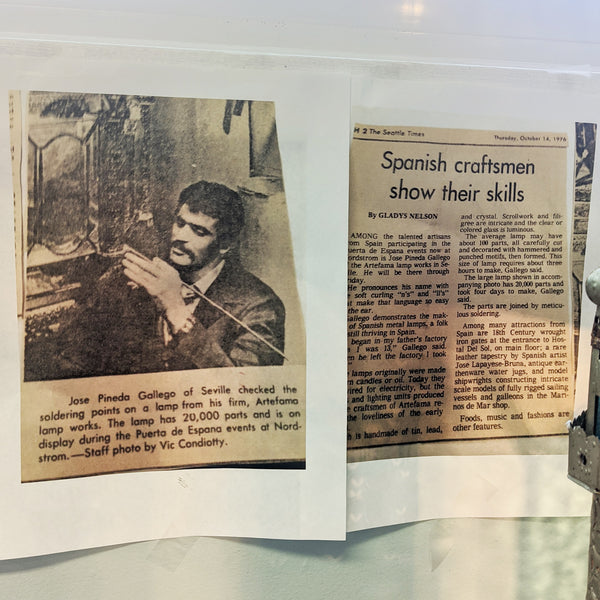 Jose Pineda Gallego of Seville checked the
soldering points on a lamp from his firm, Artefama
lamp works. The lamp has 20,000 parts and is on
display during the Puerta de Espana events at Nord-
strom.—Staff photo by Vic Condiotty.
H 2 The Seattle Times
Thursday, October 14, 1976
Spanish craftsmen
show their skills
By GLADYS NELSON
AMONG the talented artisans
om Spain participating in the
uerta de Espana events now at
ordstrom is Jose Pineda Gallego
the Artefama lamp works in Se-
le. He will be there through
day.
He pronounces his name with
soft curling "n's" and "ll's"
make that language so easy
the ear.
allego demonstrates the mak-
of Spanish metal lamps, a folk
still thriving in Spain.
began in my father's factory
I was 13," Gallego said.
n he left the factory I took
lamps originally were made
candles or oil. Today they
ired for electricity, but the
and lighting units produced
craftsmen of Artefama re-
the loveliness of the early
is handmade of tin, lead,
and crystal. Scrollwork and fili-
gree are intricate and the clear or
colored glass is luminous.
The average lamp may have
about 100 parts, all carefully cut
and decorated with hammered and
punched motifs, then formed. This
size of lamp requires about three
hours to make, Gallego said.
The large lamp shown in accom-
panying photo has 20,000 parts and
took four days to make, Gallego
said.
The parts are joined by meticu-
lous soldering.
Among many attractions from
Spain are 18th Century wrought
iron gates at the entrance to Hos-
tal Del Sol, on main floor; a rare
leather tapestry by Spanish artist
Jose Lapayese-Bruna, antique ear-
thenware water jugs, and model
shipwrights constructing intricate
scale models of fully rigged sailing
vessels and galleons in the Mari-
nos de Mar shop.
Foods, music and fashions are
other features.